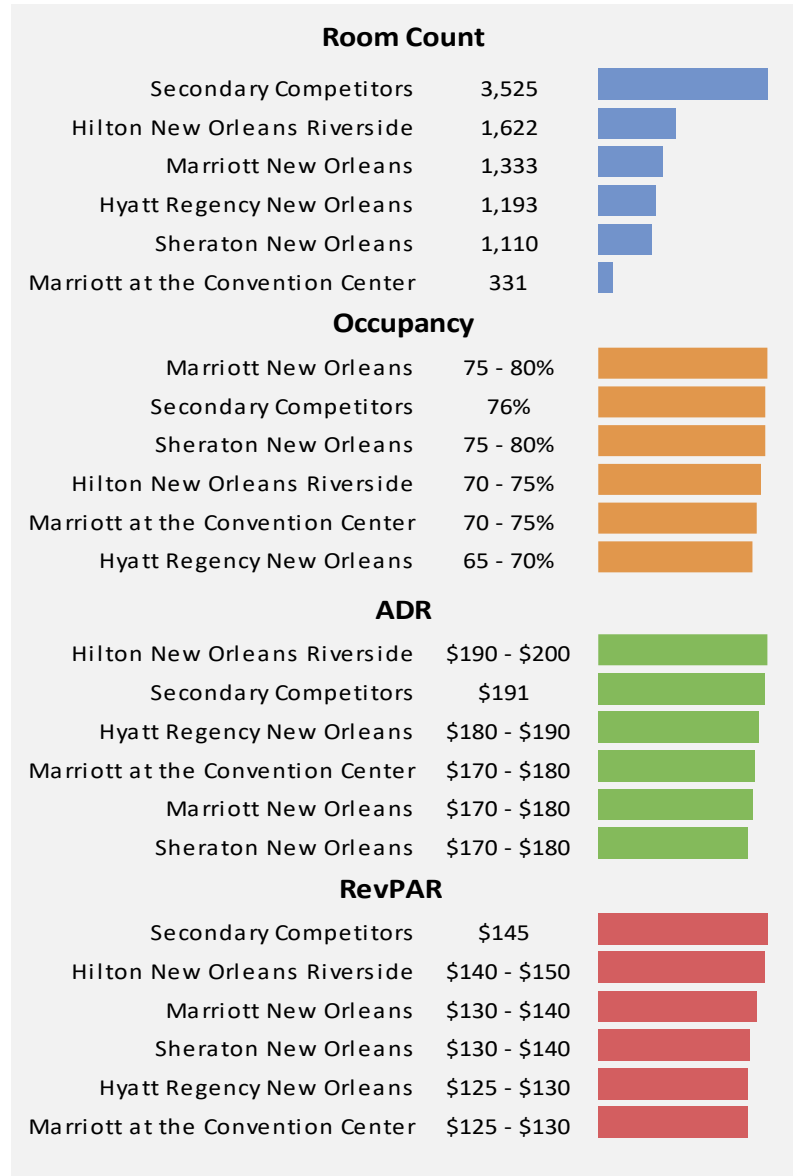 Room Count
Secondary Competitors 3,525
Hilton New Orleans Riverside 1,622
Marriott New Orleans 1,333
Hyatt Regency New Orleans 1,193
Sheraton New Orleans 1,110
Marriott at the Convention Center 331
Occupancy
Marriott New Orleans 75 - 80%
Secondary Competitors 76%
Sheraton New Orleans 75 - 80%
Hilton New Orleans Riverside 70 - 75%
Marriott at the Convention Center 70 - 75%
Hyatt Regency New Orleans 65 - 70%
ADR
Hilton New Orleans Riverside $190 - $200
Secondary Competitors $191
Hyatt Regency New Orleans $180 - $190
Marriott at the Convention Center $170 - $180
Marriott New Orleans $170 - $180
Sheraton New Orleans $170 - $180
RevPAR
Secondary Competitors $145
Hilton New Orleans Riverside $140 - $150
Marriott New Orleans $130 - $140
Sheraton New Orleans $130 - $140
Hyatt Regency New Orleans $125 - $130
Marriott at the Convention Center $125 - $130